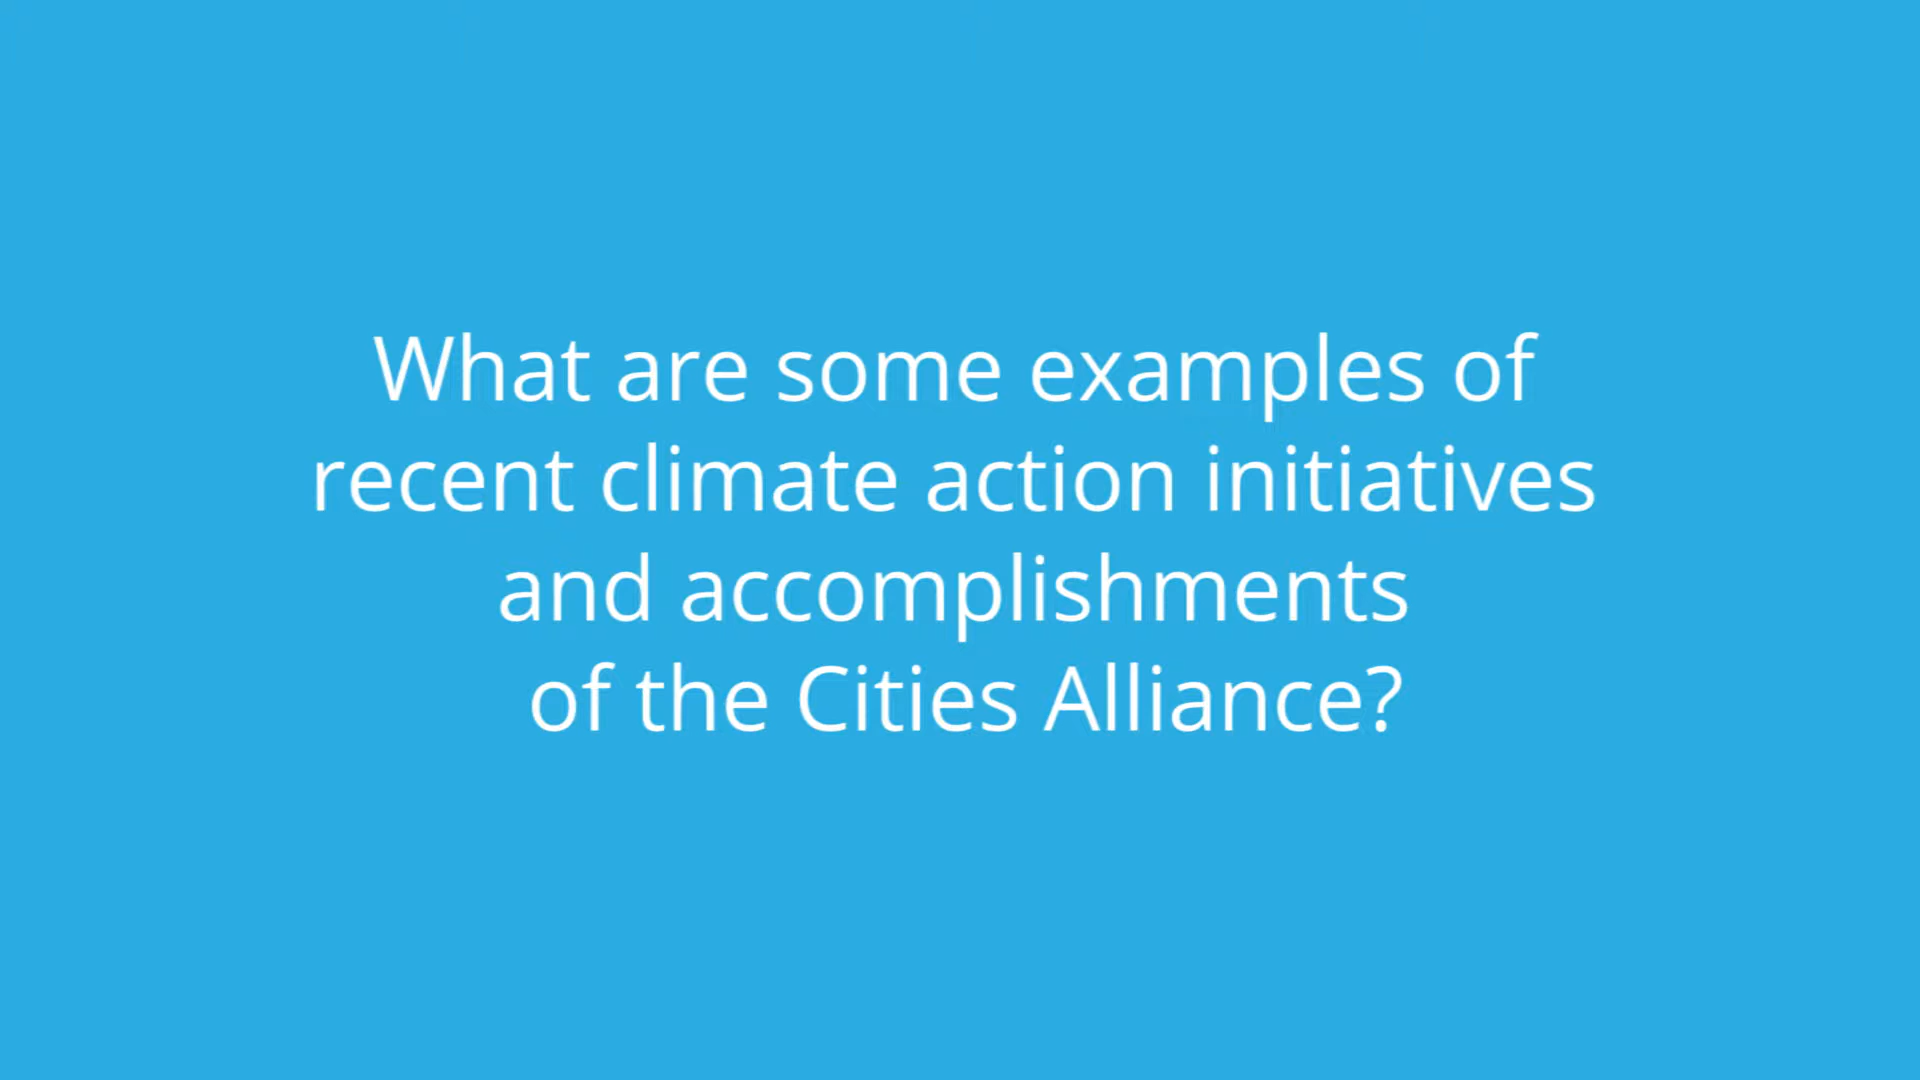 What are some examples of
recent climate action initiatives
and accomplishments
of the Cities Alliance?